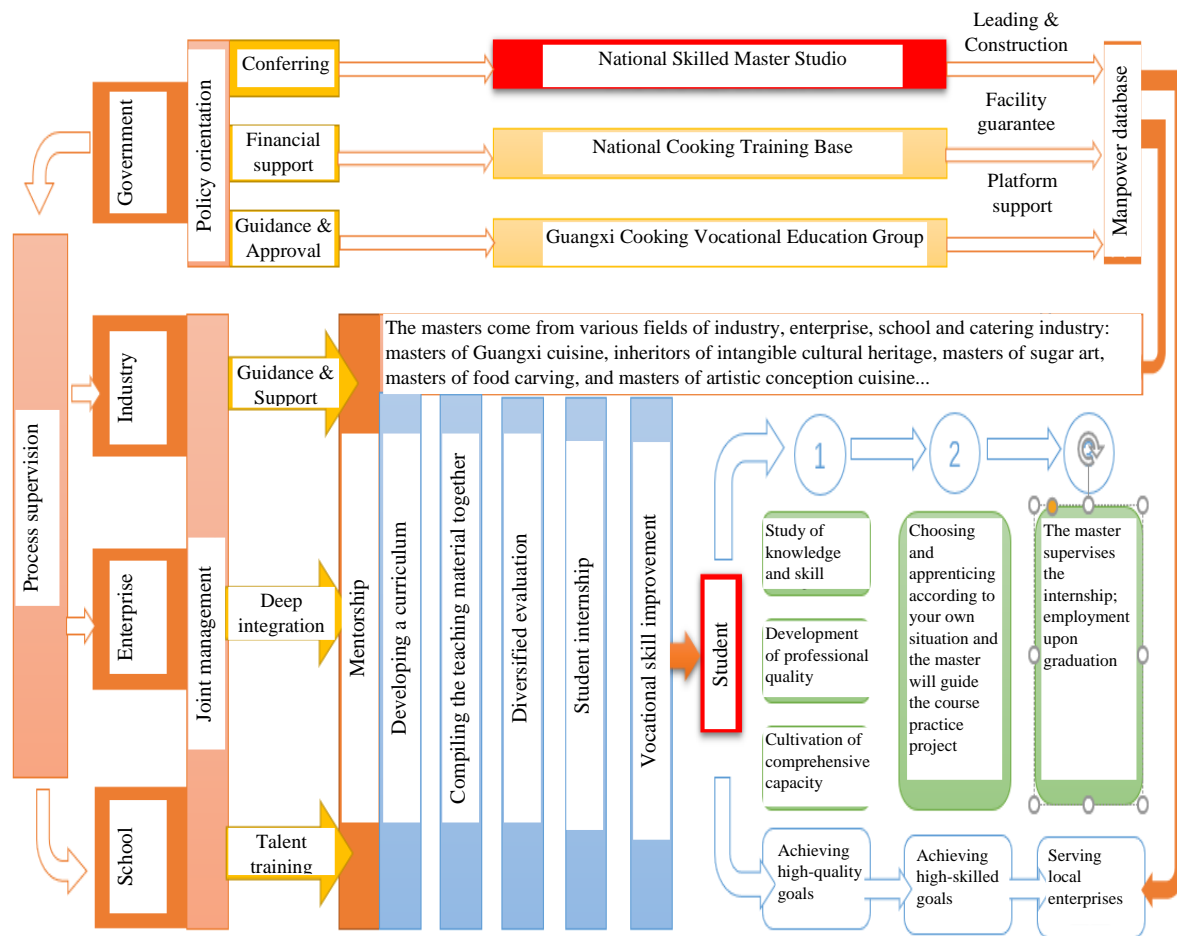 Government
Policy orientation
Conferring
National Skilled Master Studio
Leading &
Construction
Financial
support
National Cooking Training Base
Facility
guarantee
Guidance &
Approval
Guangxi Cooking Vocational Education Group
Platform
support
Manpower database
Process supervision
Industry
Enterprise
School
Joint management
Guidance &
Support
Deep
integration
Talent
training
Mentorship
The masters come from various fields of industry, enterprise, school and catering industry:
masters of Guangxi cuisine, inheritors of intangible cultural heritage, masters of sugar art,
masters of food carving, and masters of artistic conception cuisine...
Developing a curriculum
Compiling the teaching material together
Diversified evaluation
Student internship
Vocational skill improvement
Student
1
2
Study of
knowledge
and skill
Development
of professional
quality
Cultivation of
comprehensive
capacity
Choosing
and
apprenticing
according to
your own
situation and
the master
will guide
the course
practice
project
The master
supervises
the
internship;
employment
upon
graduation
Achieving
high-quality
goals
Achieving
high-skilled
goals
Serving
local
enterprises